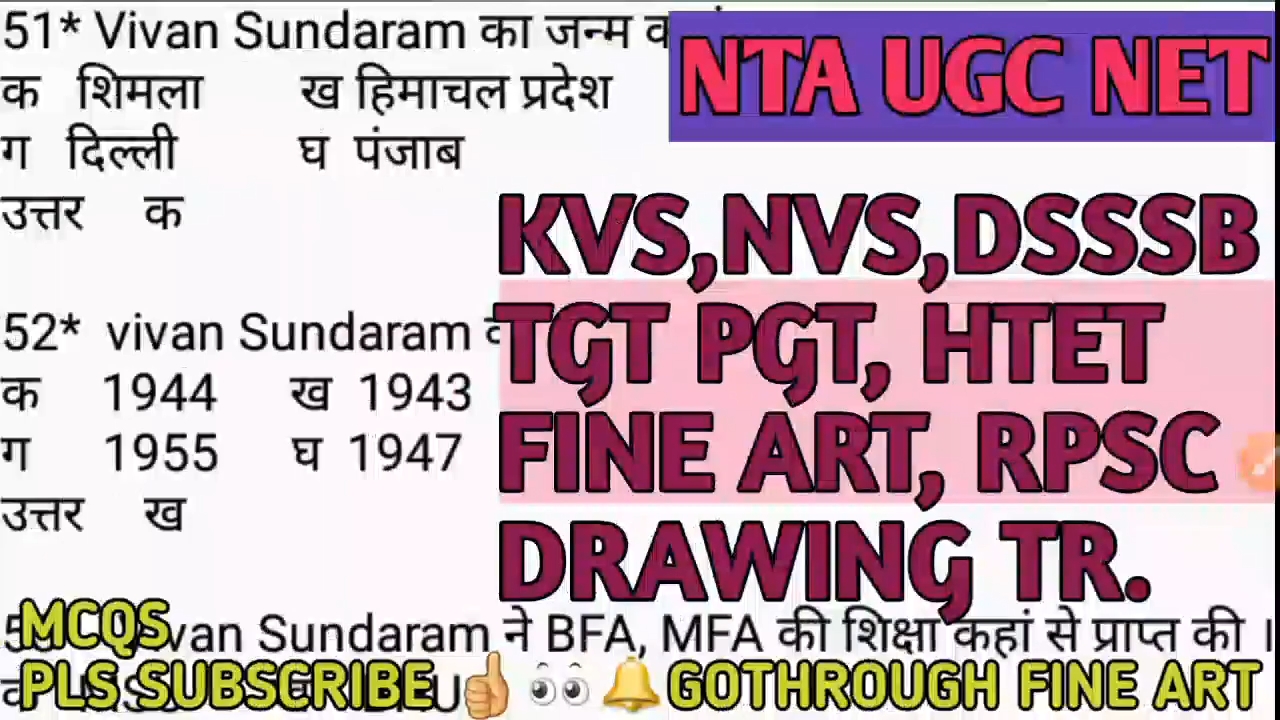 51* Vivan Sundaram का जन्म
NTA UGC NET
क शिमला ख हिमाचल प्रदेश
ग दिल्ली घ पंजाब
उत्तर क
KVS,NVS,DSSSB
TGT PGT, HTET
FINE ART, RPSC
DRAWING TR.
52* vivan Sundaram
क 1944 ख 1943
ग 1955 घ 1947
उत्तर ख
Sundaram ने BFA, MFA की शिक्षा कहां से प्राप्त की ।
MCQS
PLS SUBSCRIBE👍 👀 🔔GOTHROUGH FINE ART